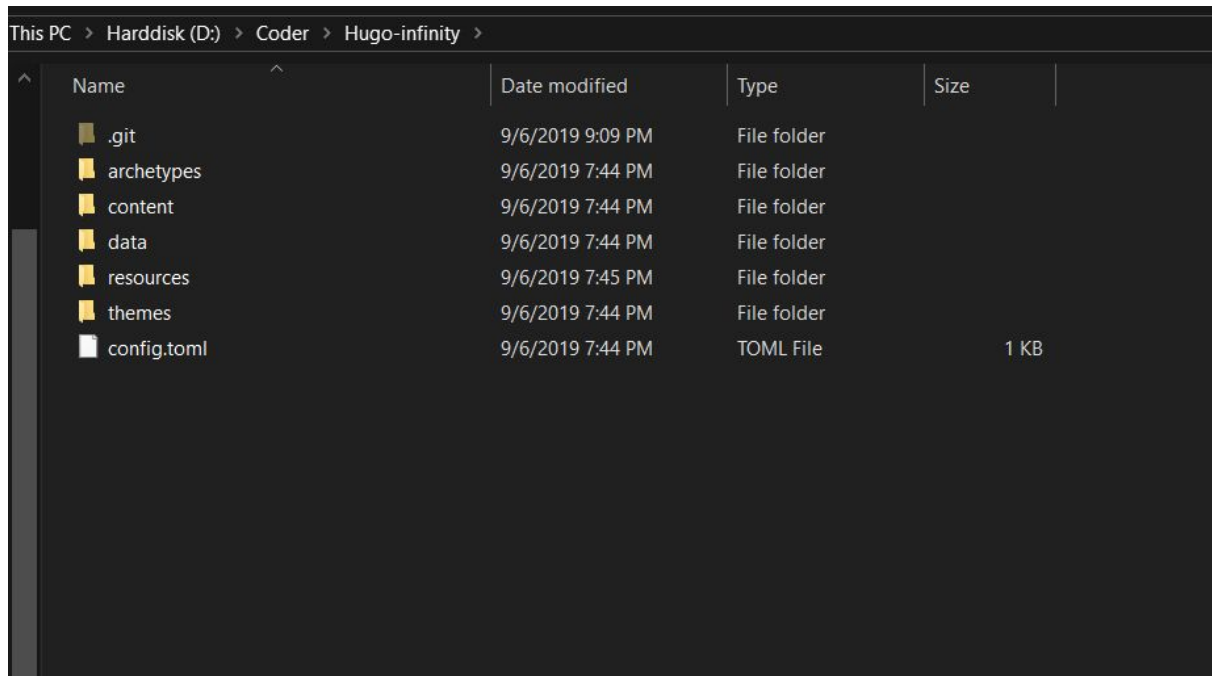 This PC > Harddisk (D:) > Coder > Hugo-infinity >
Name Date modified Type Size
.git 9/6/2019 9:09 PM File folder
archetypes 9/6/2019 7:44 PM File folder
content 9/6/2019 7:44 PM File folder
data 9/6/2019 7:44 PM File folder
resources 9/6/2019 7:45 PM File folder
themes 9/6/2019 7:44 PM File folder
config.toml 9/6/2019 7:44 PM TOML File 1 KB